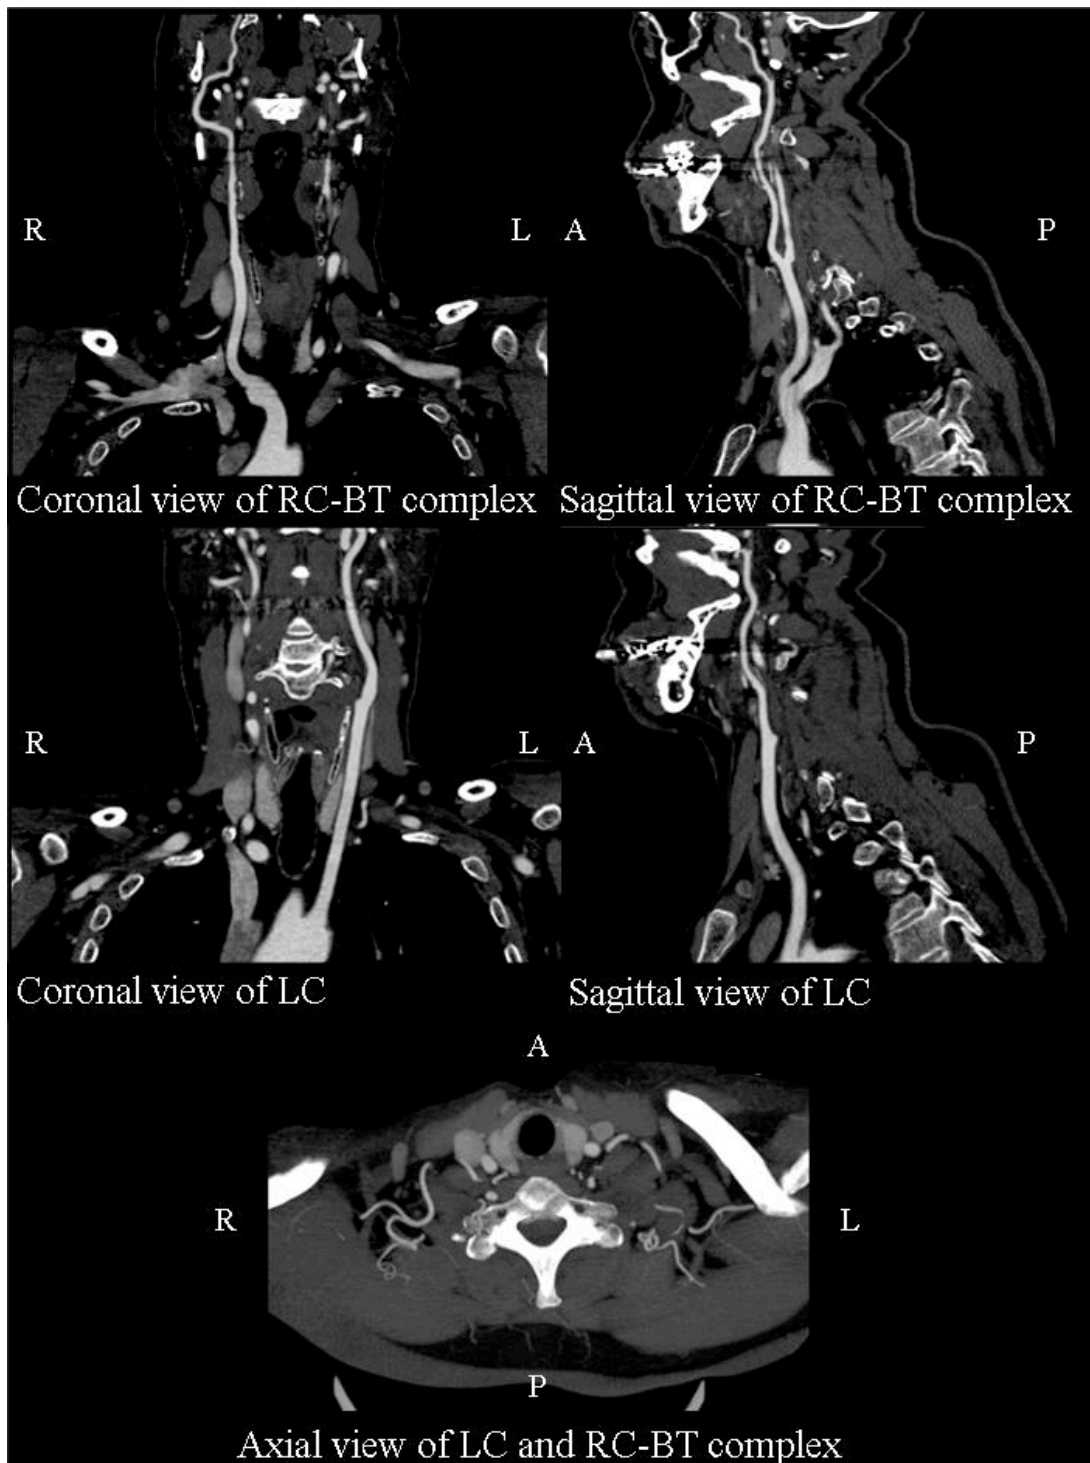 R L A P
Coronal view of RC-BT complex Sagittal view of RC-BT complex
R L A P
Coronal view of LC Sagittal view of LC
A
R L
P
Axial view of LC and RC-BT complex